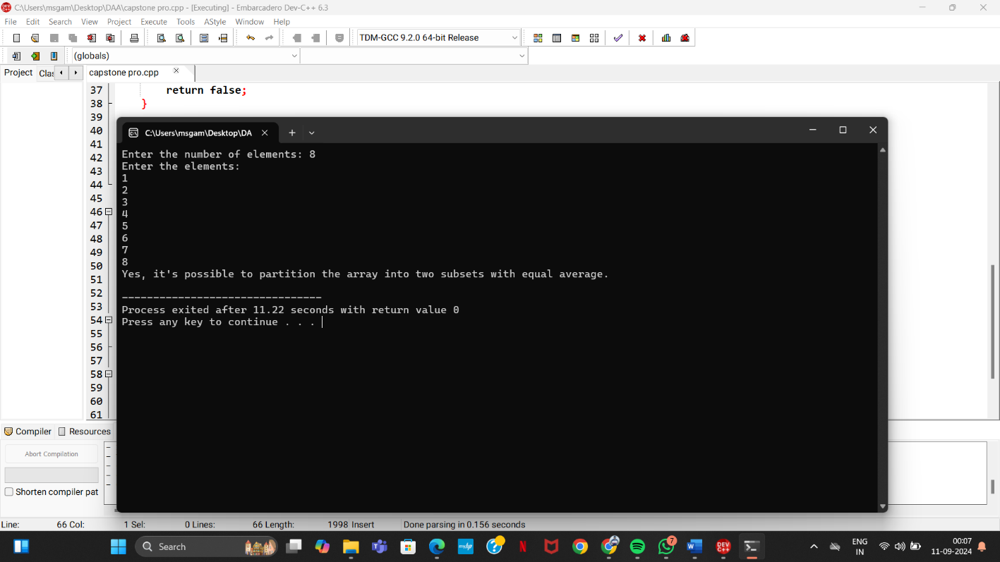 C:\Users\msgam\Desktop\DAA\capstone pro.cpp - [Executing] - Embarcadero Dev-C++ 6.3
File Edit Search View Project Execute Tools AStyle Window Help
TDM-GCC 9.2.0 64-bit Release
(globals)
Project Clas capstone pro.cpp
37 return false;
38 }
39
40
41
42
43
44
45
46
47
48
49
50
51
52
53
54
55
56
57
58
59
60
61
C:\Users\msgam\Desktop\DA
Enter the number of elements: 8
Enter the elements:
1
2
3
4
5
6
7
8
Yes, it's possible to partition the array into two subsets with equal average.
--------------------------------
Process exited after 11.22 seconds with return value 0
Press any key to continue . . .
Compiler Resources
Abort Compilation
Shorten compiler pat
Line: 66 Col: 1 Sel: 0 Lines: 66 Length: 1998 Insert Done parsing in 0.156 seconds
Search
myhp
DEV C++
7
ENG
IN
00:07
11-09-2024